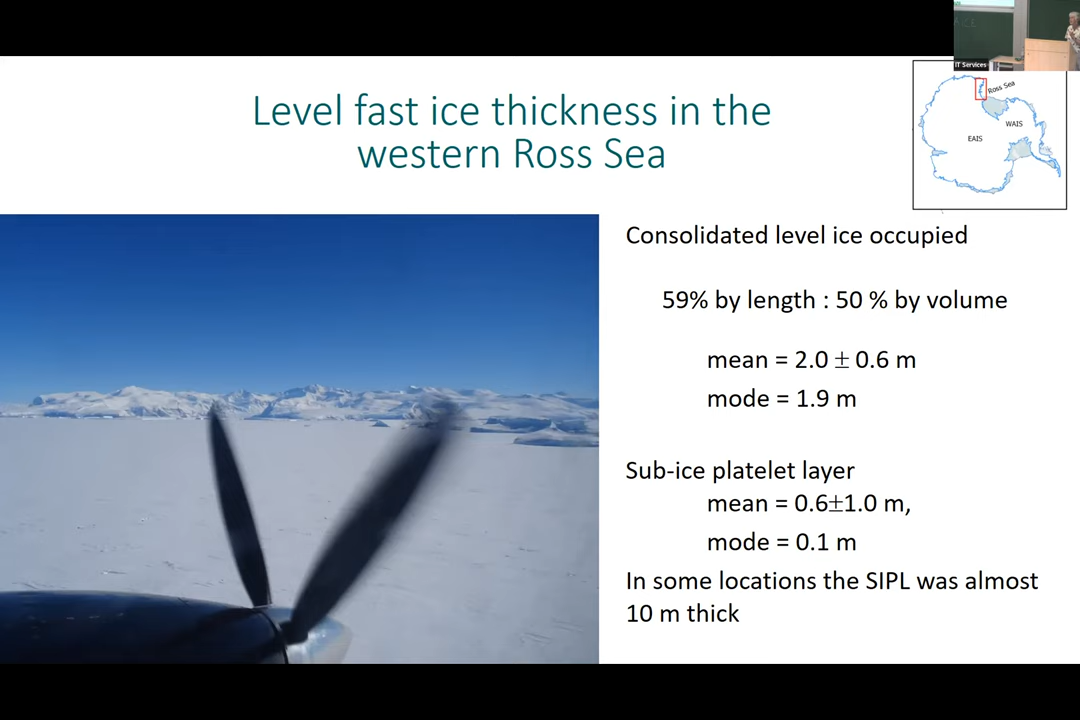 IT Services
Level fast ice thickness in the
western Ross Sea
Ross Sea
WAIS
EAIS
Consolidated level ice occupied
59% by length : 50 % by volume
mean = 2.0 ± 0.6 m
mode = 1.9 m
Sub-ice platelet layer
mean = 0.6±1.0 m,
mode = 0.1 m
In some locations the SIPL was almost
10 m thick